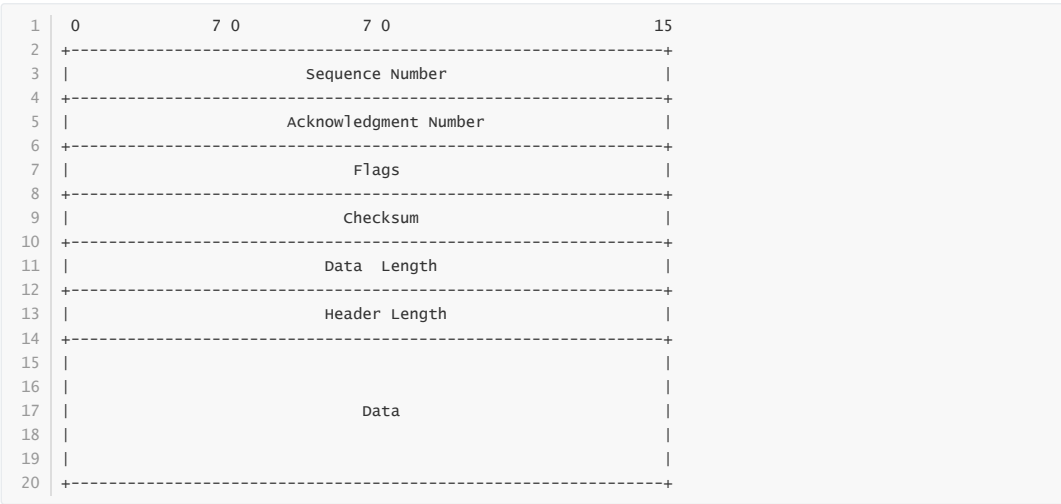 1 0 7 0 7 0 15
2 +---------------------------------------------------------------+
3 | Sequence Number |
4 +---------------------------------------------------------------+
5 | Acknowledgment Number |
6 +---------------------------------------------------------------+
7 | Flags |
8 +---------------------------------------------------------------+
9 | Checksum |
10 +---------------------------------------------------------------+
11 | Data  Length |
12 +---------------------------------------------------------------+
13 | Header Length |
14 +---------------------------------------------------------------+
15 | |
16 | |
17 | Data |
18 | |
19 | |
20 +---------------------------------------------------------------+